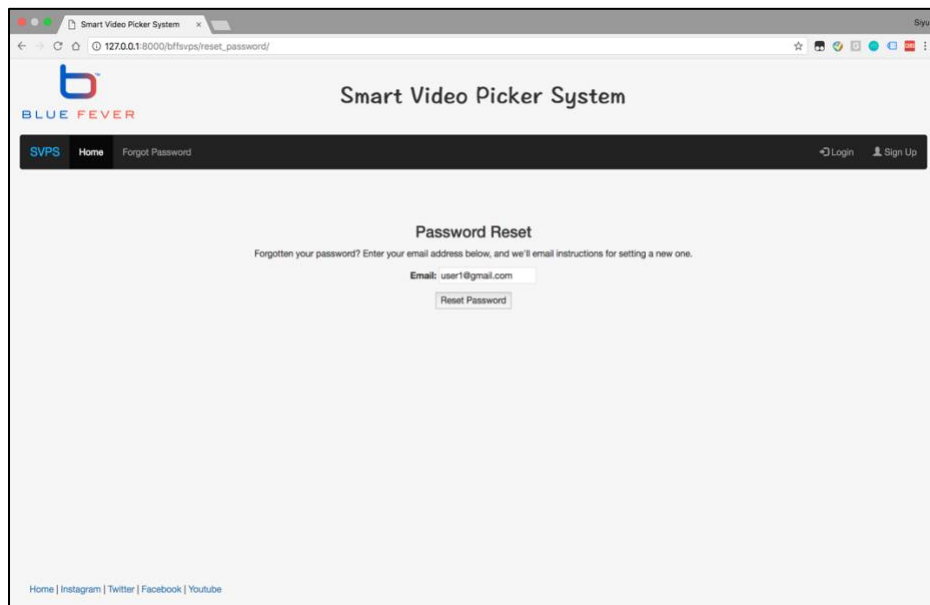 Smart Video Picker System
Siyu
127.0.0.1:8000/bffsvps/reset_password/
b
BLUE FEVER
Smart Video Picker System
SVPS Home Forgot Password Login Sign Up
Password Reset
Forgotten your password? Enter your email address below, and we'll email instructions for setting a new one.
Email: user1@gmail.com
Reset Password
Home | Instagram | Twitter | Facebook | Youtube